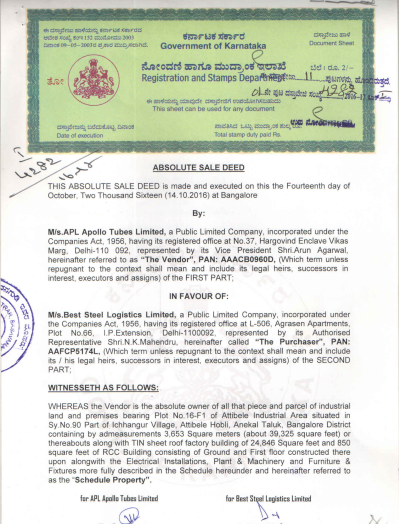 ಈ ದಸ್ತಾವೇಜು ಹಾಳೆಯನ್ನು ಕರ್ನಾಟಕ ಸರ್ಕಾರದ
ಕರ್ನಾಟಕ ಸರ್ಕಾರ
ದಸ್ತಾವೇಜು ಹಾಳೆ
Government of Karnataka
Document Sheet
ನೋಂದಣಿ ಹಾಗೂ ಮುದ್ರಾಂಕ ಇಲಾಖೆ
ಬೆಲೆ : ರೂ. 2/-
Registration and Stamps Department
11
This sheet can be used for any document
4282
Date of execution
Total stamp duty paid Rs.
I
4282
ABSOLUTE SALE DEED
THIS ABSOLUTE SALE DEED is made and executed on this the Fourteenth day of
October, Two Thousand Sixteen (14.10.2016) at Bangalore
By:
M/s.APL Apollo Tubes Limited, a Public Limited Company, incorporated under the
Companies Act, 1956, having its registered office at No.37, Hargovind Enclave Vikas
Marg, Delhi-110 092, represented by its Vice President Shri.Arun Agarwal,
hereinafter referred to as "The Vendor", PAN: AAACB0960D, (Which term unless
repugnant to the context shall mean and include its legal heirs, successors in
interest, executors and assigns) of the FIRST PART;
IN FAVOUR OF:
M/s.Best Steel Logistics Limited, a Public Limited Company, incorporated under
the Companies Act, 1956, having its registered office at L-506, Agrasen Apartments,
Plot No.66, I.P.Extension, Delhi-1100092, represented by its Authorised
Representative Shri.N.K.Mahendru, hereinafter called "The Purchaser", PAN:
AAFCP5174L, (Which term unless repugnant to the context shall mean and include
its / his legal heirs, successors in interest, executors and assigns) of the SECOND
PART;
WITNESSETH AS FOLLOWS:
WHEREAS the Vendor is the absolute owner of all that piece and parcel of industrial
land and premises bearing Plot No.16-F1 of Attibele Industrial Area situated in
Sy.No.90 Part of Ichhangur Village, Attibele Hobli, Anekal Taluk, Bangalore District
containing by admeasurements 3,653 Square meters (about 39,325 square feet) or
thereabouts along with TIN sheet roof factory building of 24,846 Square feet and 850
square feet of RCC Building consisting of Ground and First floor constructed there
upon alongwith the Electrical Installations, Plant & Machinery and Furniture &
Fixtures more fully described in the Schedule hereunder and hereinafter referred to
as the "Schedule Property".
for APL Apollo Tubes Limited
for Best Steel Logistics Limited